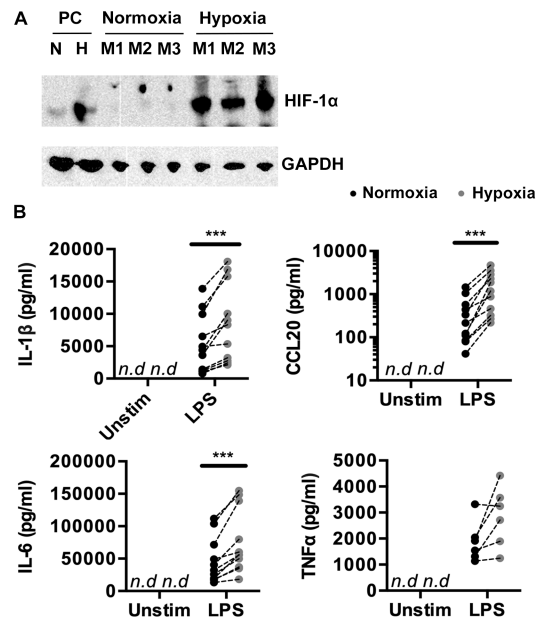 A
PC Normoxia Hypoxia
N H M1 M2 M3 M1 M2 M3
HIF-1α
GAPDH
● Normoxia ● Hypoxia
B
***
20000
15000
10000
5000
0
IL-1β (pg/ml)
n.d n.d
Unstim LPS
***
10000
1000
100
10
CCL20 (pg/ml)
n.d n.d
Unstim LPS
***
200000
150000
100000
50000
0
IL-6 (pg/ml)
n.d n.d
Unstim LPS
5000
4000
3000
2000
1000
0
TNFα (pg/ml)
n.d n.d
Unstim LPS